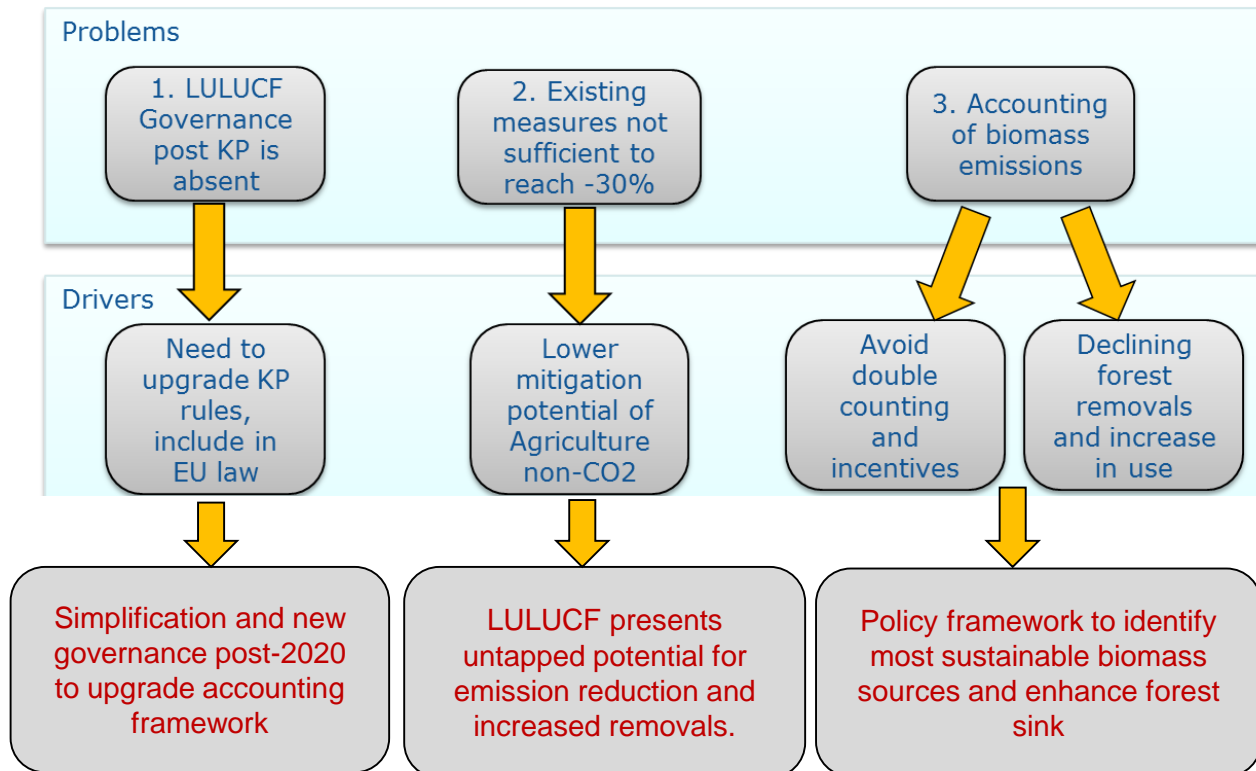 Problems
1. LULUCF
Governance
post KP is
absent
2. Existing
measures not
sufficient to
reach -30%
3. Accounting
of biomass
emissions
Drivers
Need to
upgrade KP
rules,
include in
EU law
Lower
mitigation
potential of
Agriculture
non-CO2
Avoid
double
counting
and
incentives
Declining
forest
removals
and increase
in use
Simplification and new
governance post-2020
to upgrade accounting
framework
LULUCF presents
untapped potential for
emission reduction and
increased removals.
Policy framework to identify
most sustainable biomass
sources and enhance forest
sink